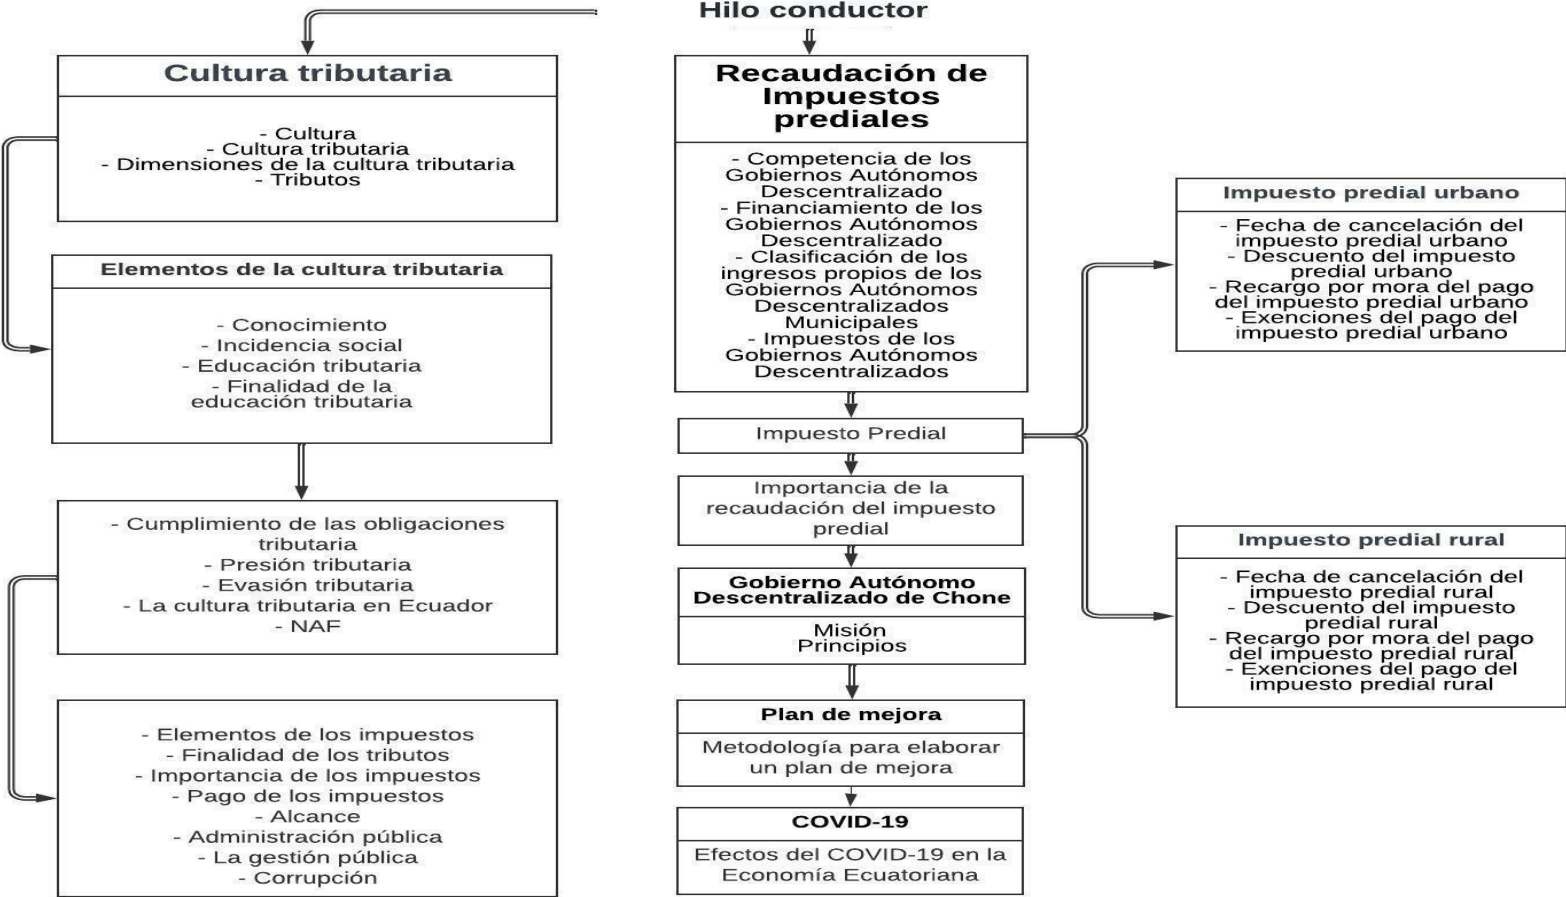 Hilo conductor
Cultura tributaria
- Cultura
- Cultura tributaria
- Dimensiones de la cultura tributaria
- Tributos
Elementos de la cultura tributaria
- Conocimiento
- Incidencia social
- Educación tributaria
- Finalidad de la
educación tributaria
- Cumplimiento de las obligaciones
tributaria
- Presión tributaria
- Evasión tributaria
- La cultura tributaria en Ecuador
- NAF
- Elementos de los impuestos
- Finalidad de los tributos
- Importancia de los impuestos
- Pago de los impuestos
- Alcance
- Administración pública
- La gestión pública
- Corrupción
Recaudación de
Impuestos
prediales
- Competencia de los
Gobiernos Autónomos
Descentralizado
- Financiamiento de los
Gobiernos Autónomos
Descentralizado
- Clasificación de los
ingresos propios de los
Gobiernos Autónomos
Descentralizados
Municipales
- Impuestos de los
Gobiernos Autónomos
Descentralizados
Impuesto Predial
Importancia de la
recaudación del impuesto
predial
Gobierno Autónomo
Descentralizado de Chone
Misión
Principios
Plan de mejora
Metodología para elaborar
un plan de mejora
COVID-19
Efectos del COVID-19 en la
Economía Ecuatoriana
Impuesto predial urbano
- Fecha de cancelación del
impuesto predial urbano
- Descuento del impuesto
predial urbano
- Recargo por mora del pago
del impuesto predial urbano
- Exenciones del pago del
impuesto predial urbano
Impuesto predial rural
- Fecha de cancelación del
impuesto predial rural
- Descuento del impuesto
predial rural
- Recargo por mora del pago
del impuesto predial rural
- Exenciones del pago del
impuesto predial rural